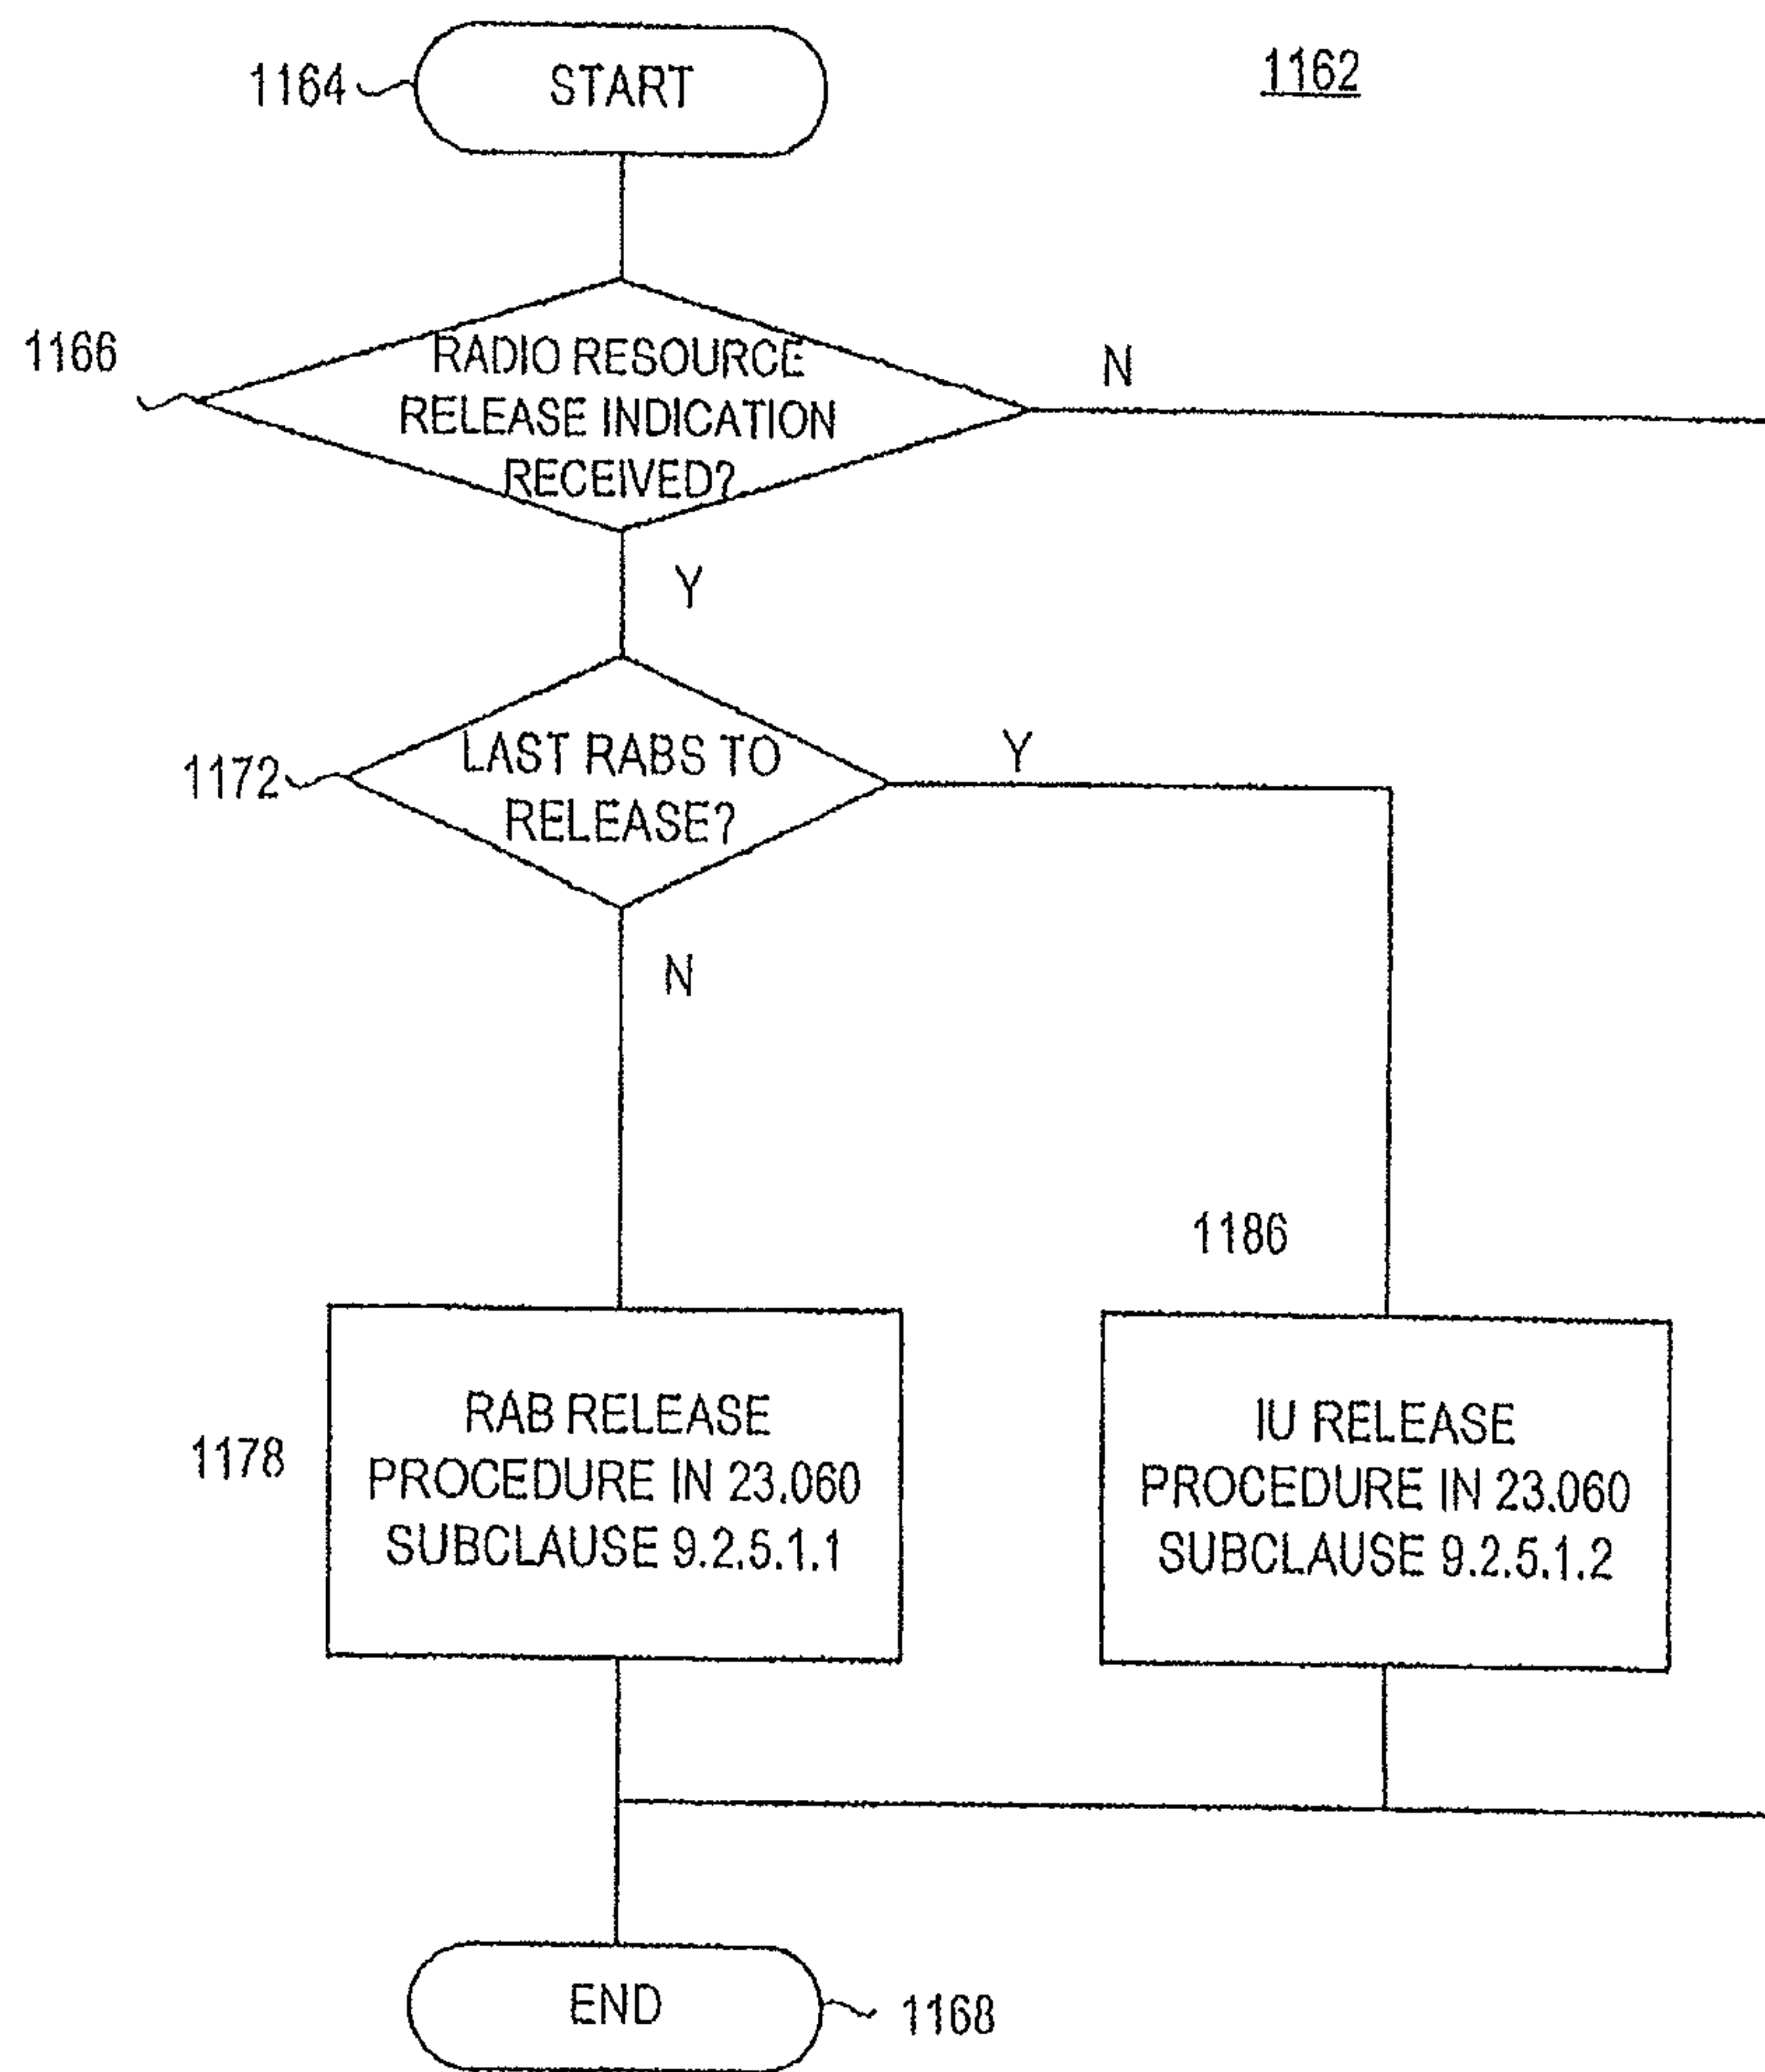 1164
START
1162
1166
RADIO RESOURCE
RELEASE INDICATION
RECEIVED?
N
Y
1172
LAST RABS TO
RELEASE?
Y
N
1186
1178
RAB RELEASE
PROCEDURE IN 23.060
SUBCLAUSE 9.2.5.1.1
IU RELEASE
PROCEDURE IN 23.060
SUBCLAUSE 9.2.5.1.2
END
1168